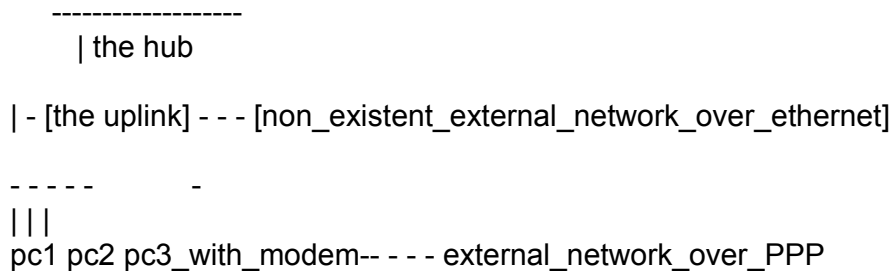 -------------------
| the hub
| - [the uplink] - - - [non_existent_external_network_over_ethernet]
- - - - - -
| | |
pc1 pc2 pc3_with_modem-- - - - external_network_over_PPP